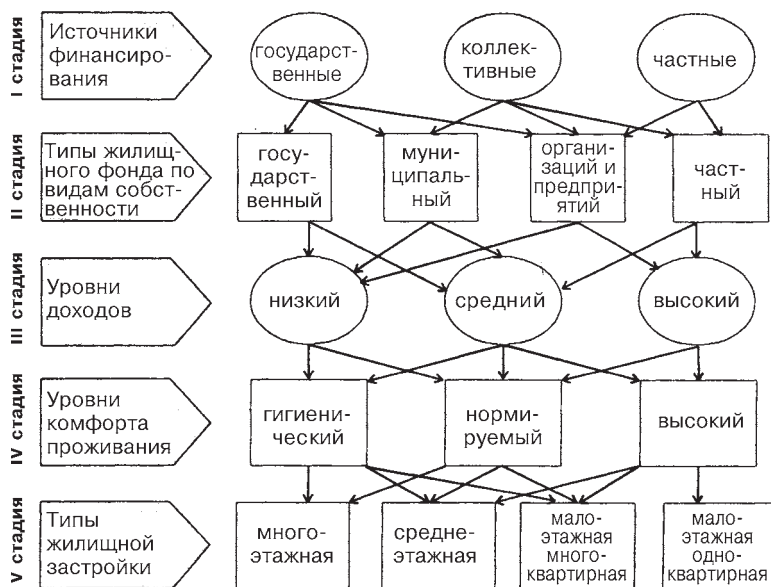 I стадия
Источники
финансиро-
вания
государст-
венные
коллек-
тивные
частные
II стадия
Типы жилищ-
ного фонда по
видам собст-
венности
госу-
дарст-
венный
муни-
ципаль-
ный
органи-
заций и
предпри-
ятий
част-
ный
III стадия
Уровни
доходов
низкий
средний
высокий
IV стадия
Уровни
комфорта
проживания
гигиени-
ческий
норми-
руемый
высокий
V стадия
Типы
жилищной
застройки
много-
этажная
средне-
этажная
мало-
этажная
много-
квартирная
мало-
этажная
одно-
квартирная